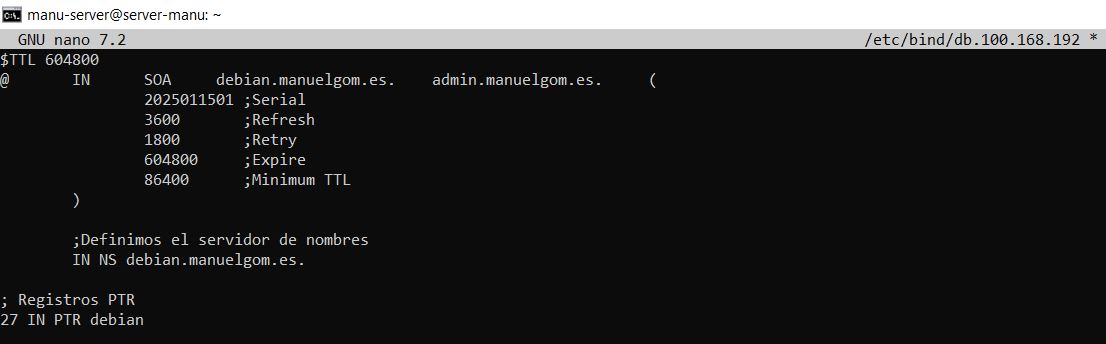 manu-server@server-manu: ~
GNU nano 7.2 /etc/bind/db.100.168.192 *
$TTL 604800
@ IN SOA debian.manuelgom.es. admin.manuelgom.es. (
2025011501 ;Serial
3600 ;Refresh
1800 ;Retry
604800 ;Expire
86400 ;Minimum TTL
)
;Definimos el servidor de nombres
IN NS debian.manuelgom.es.
; Registros PTR
27 IN PTR debian